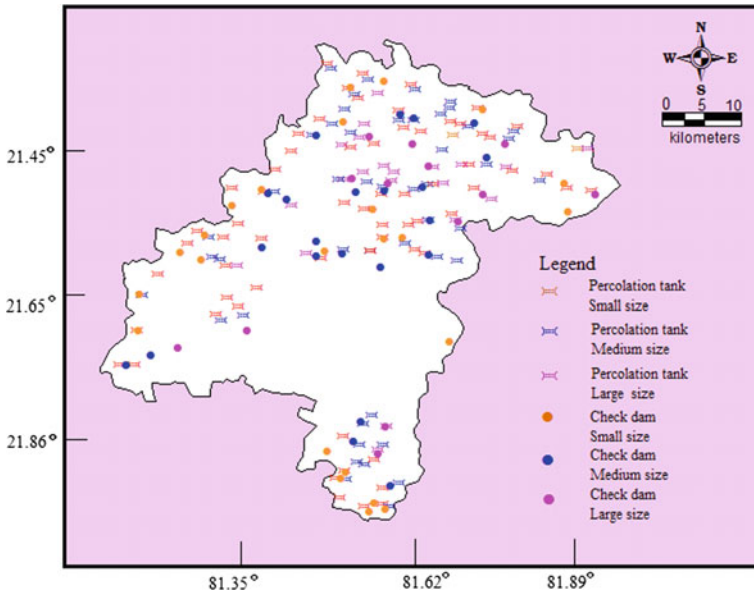 N
W E
S
0 5 10
kilometers
21.45°
21.65°
21.86°
Legend
Percolation tank
Small size
Percolation tank
Medium size
Percolation tank
Large size
Check dam
Small size
Check dam
Medium size
Check dam
Large size
81.35° 81.62° 81.89°